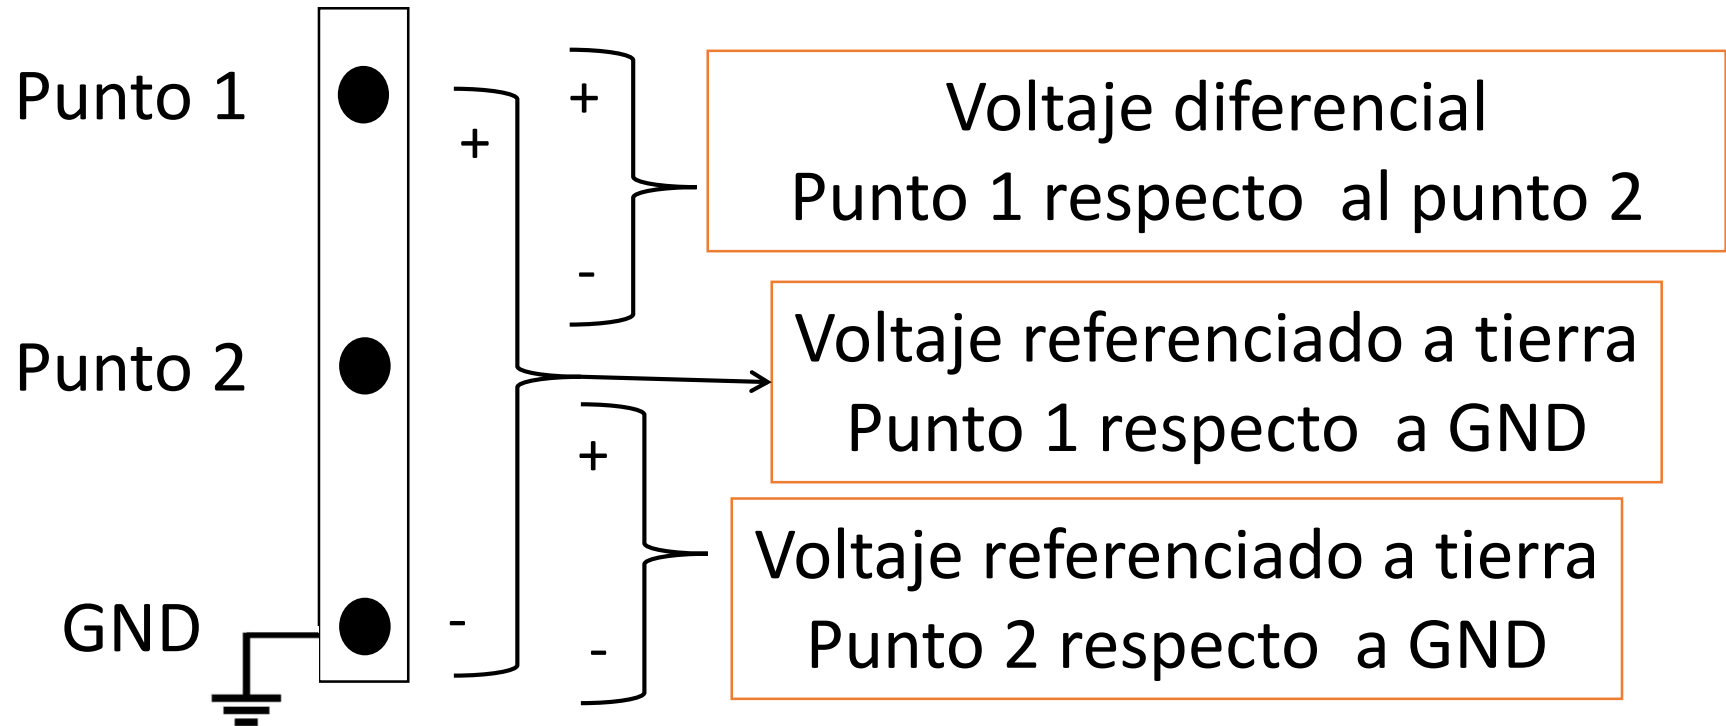 Punto 1
+
+
Voltaje diferencial
Punto 1 respecto  al punto 2
-
Punto 2
Voltaje referenciado a tierra
Punto 1 respecto  a GND
+
Voltaje referenciado a tierra
Punto 2 respecto  a GND
GND
-
-